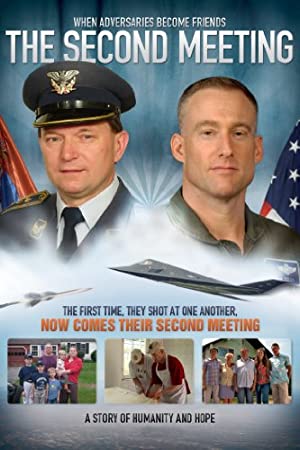 WHEN ADVERSARIES BECOME FRIENDS
THE SECOND MEETING
THE FIRST TIME, THEY SHOT AT ONE ANOTHER,
NOW COMES THEIR SECOND MEETING
A STORY OF HUMANITY AND HOPE